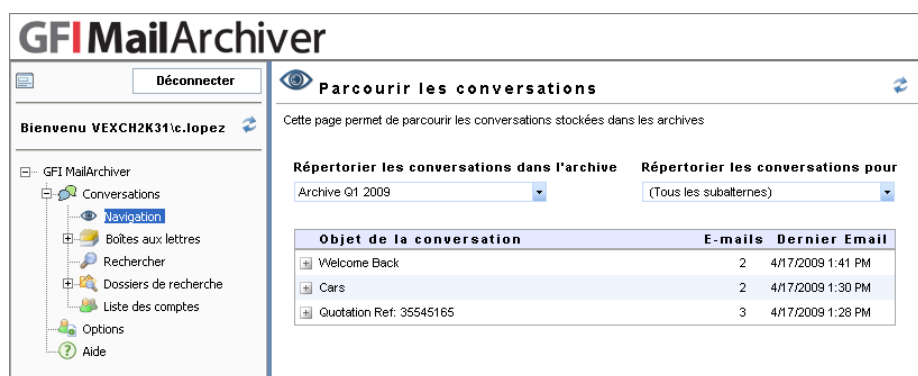 GFI MailArchiver
Déconnecter
Bienvenu VEXCH2K31\c.lopez
GFI MailArchiver
Conversations
Navigation
Boîtes aux lettres
Rechercher
Dossiers de recherche
Liste des comptes
Options
Aide
Parcourir les conversations
Cette page permet de parcourir les conversations stockées dans les archives
Répertorier les conversations dans l'archive Répertorier les conversations pour
Archive Q1 2009 (Tous les subalternes)
Objet de la conversation E-mails Dernier Email
Welcome Back 2 4/17/2009 1:41 PM
Cars 2 4/17/2009 1:30 PM
Quotation Ref: 35545165 3 4/17/2009 1:28 PM